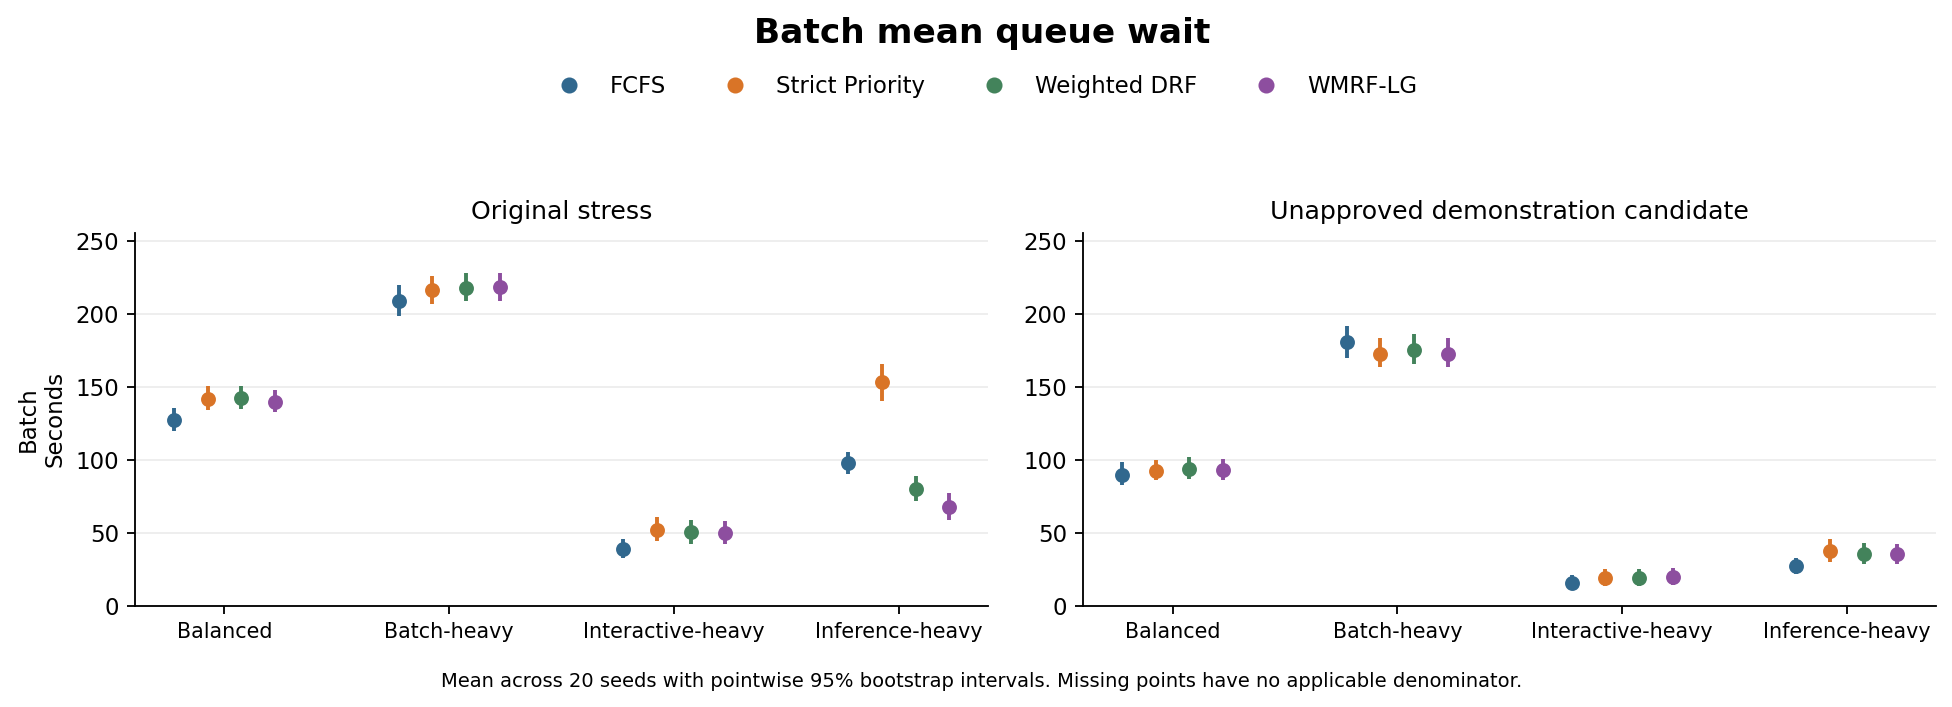 Batch mean queue wait
FCFS Strict Priority Weighted DRF WMRF-LG
Original stress
250
200
150
100
50
0
Batch
Seconds
Balanced Batch-heavy Interactive-heavy Inference-heavy
Unapproved demonstration candidate
250
200
150
100
50
0
Balanced Batch-heavy Interactive-heavy Inference-heavy
Mean across 20 seeds with pointwise 95% bootstrap intervals. Missing points have no applicable denominator.